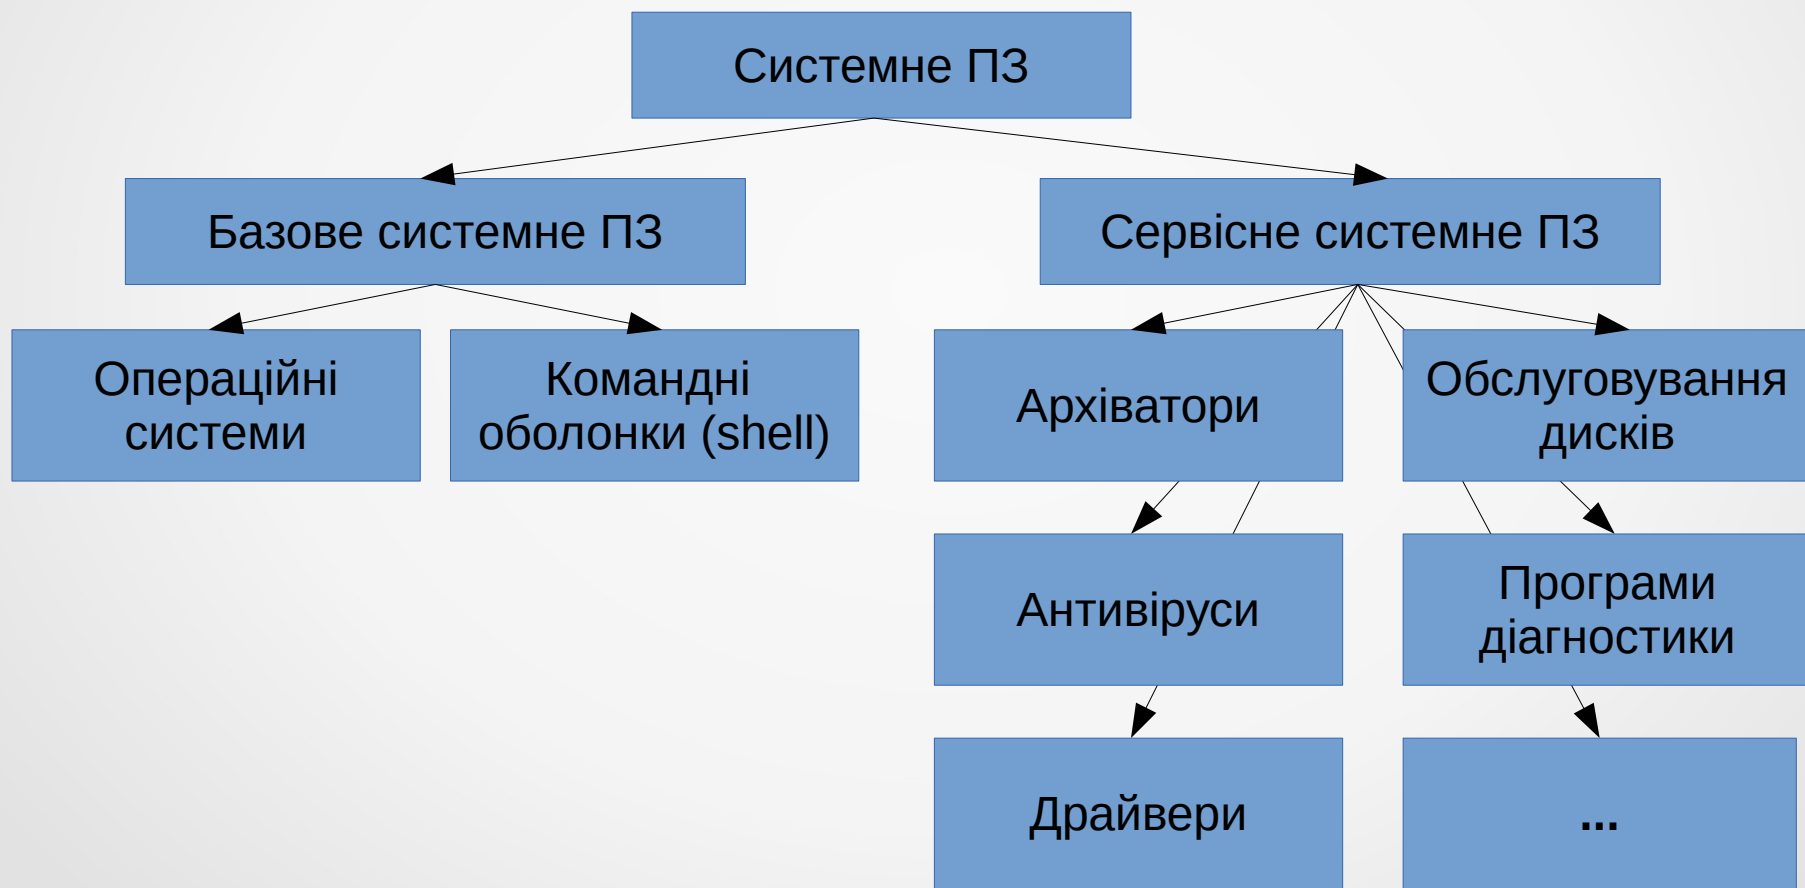 Системне ПЗ
Базове системне ПЗ
Сервісне системне ПЗ
Операційні
системи
Командні
оболонки (shell)
Архіватори
Обслуговування
дисків
Антивіруси
Програми
діагностики
Драйвери
...